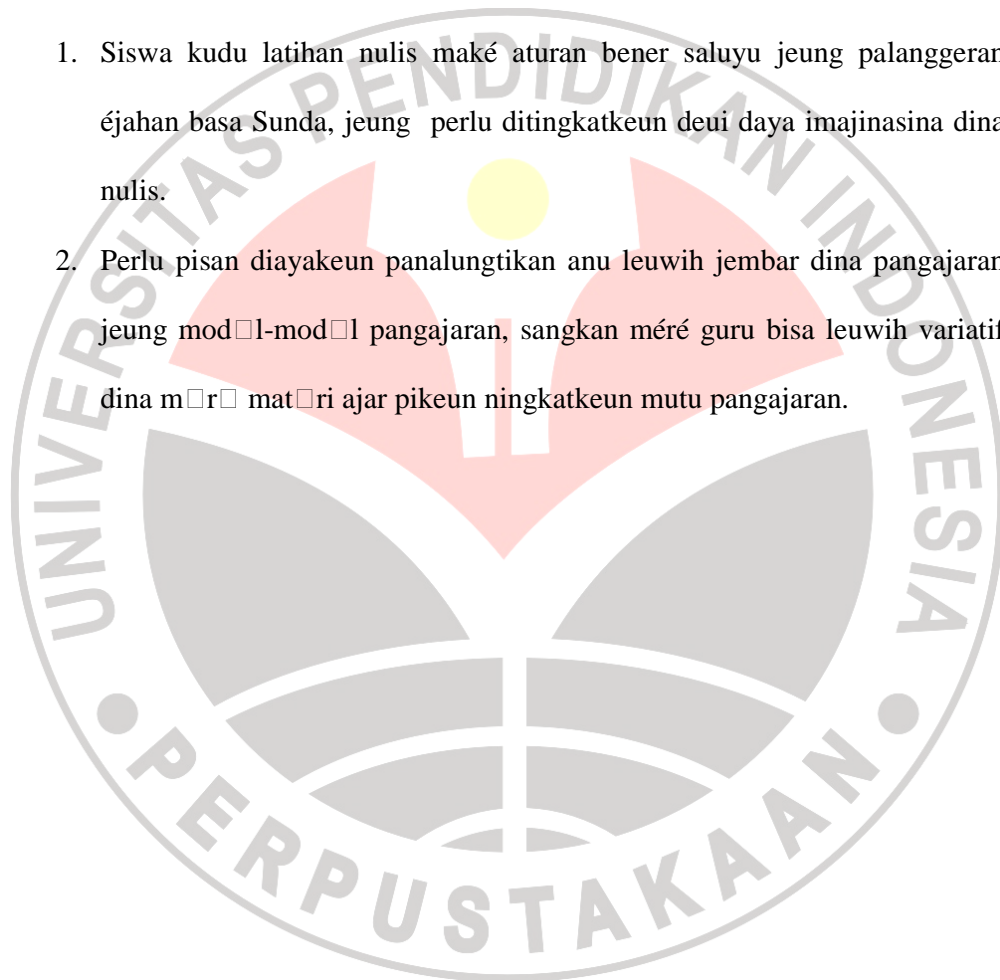 1. Siswa kudu latihan nulis maké aturan bener saluyu jeung palanggeran
éjahan basa Sunda, jeung perlu ditingkatkeun deui daya imajinasina dina
nulis.
2. Perlu pisan diayakeun panalungtikan anu leuwih jembar dina pangajaran
jeung mod□l-mod□l pangajaran, sangkan méré guru bisa leuwih variatif
dina m□r□ mat□ri ajar pikeun ningkatkeun mutu pangajaran.
UNIVERSITAS PENDIDIKAN INDONESIA
PERPUSTAKAAN